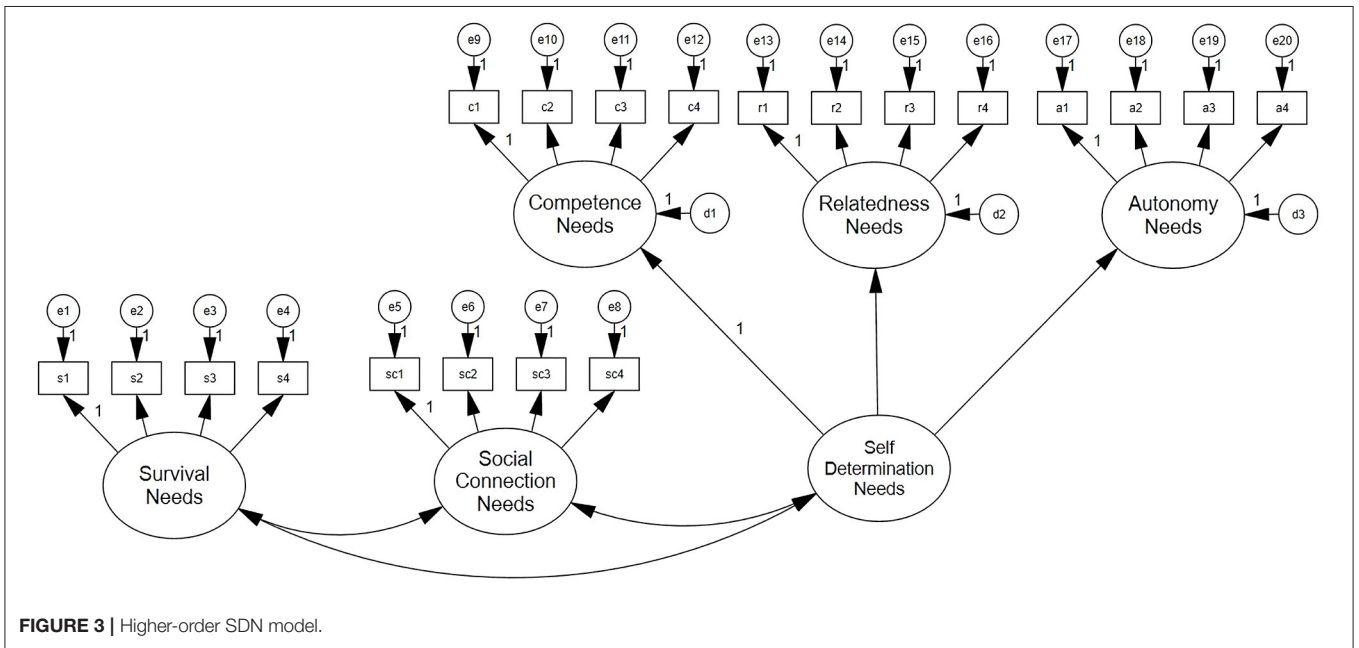 e9 e10 e11 e12 e13 e14 e15 e16 e17 e18 e19 e20
1 1 1 1 1 1 1 1 1 1 1 1
c1 c2 c3 c4 r1 r2 r3 r4 a1 a2 a3 a4
1 1 1
Competence
Needs
1
d1
Relatedness
Needs
1
d2
Autonomy
Needs
1
d3
e1 e2 e3 e4 e5 e6 e7 e8
1 1 1 1 1 1 1 1
s1 s2 s3 s4 sc1 sc2 sc3 sc4
1 1
1
Survival
Needs
Social
Connection
Needs
Self
Determination
Needs
FIGURE 3 | Higher-order SDN model.